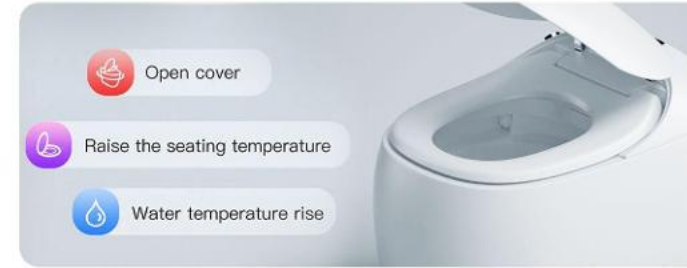 Open cover
Raise the seating temperature
Water temperature rise